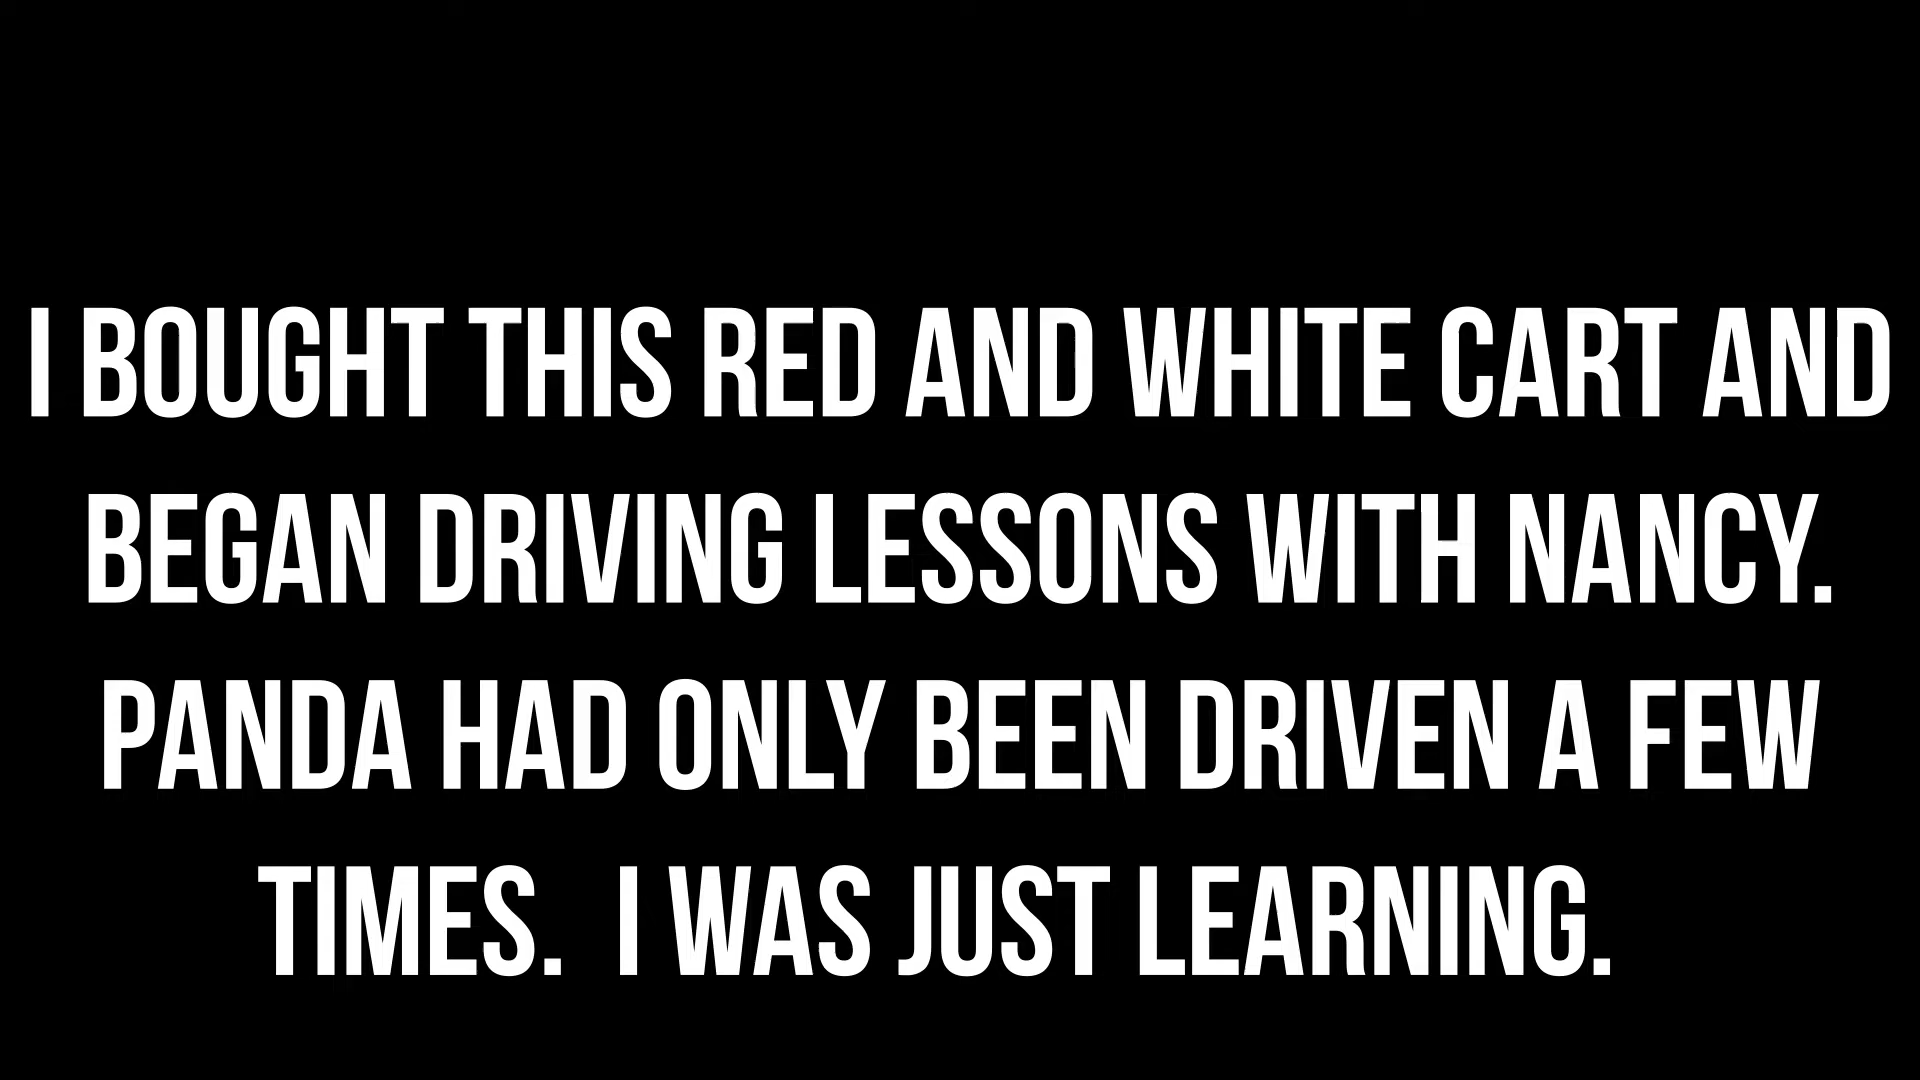 I BOUGHT THIS RED AND WHITE CART AND
BEGAN DRIVING LESSONS WITH NANCY.
PANDA HAD ONLY BEEN DRIVEN A FEW
TIMES.  I WAS JUST LEARNING.